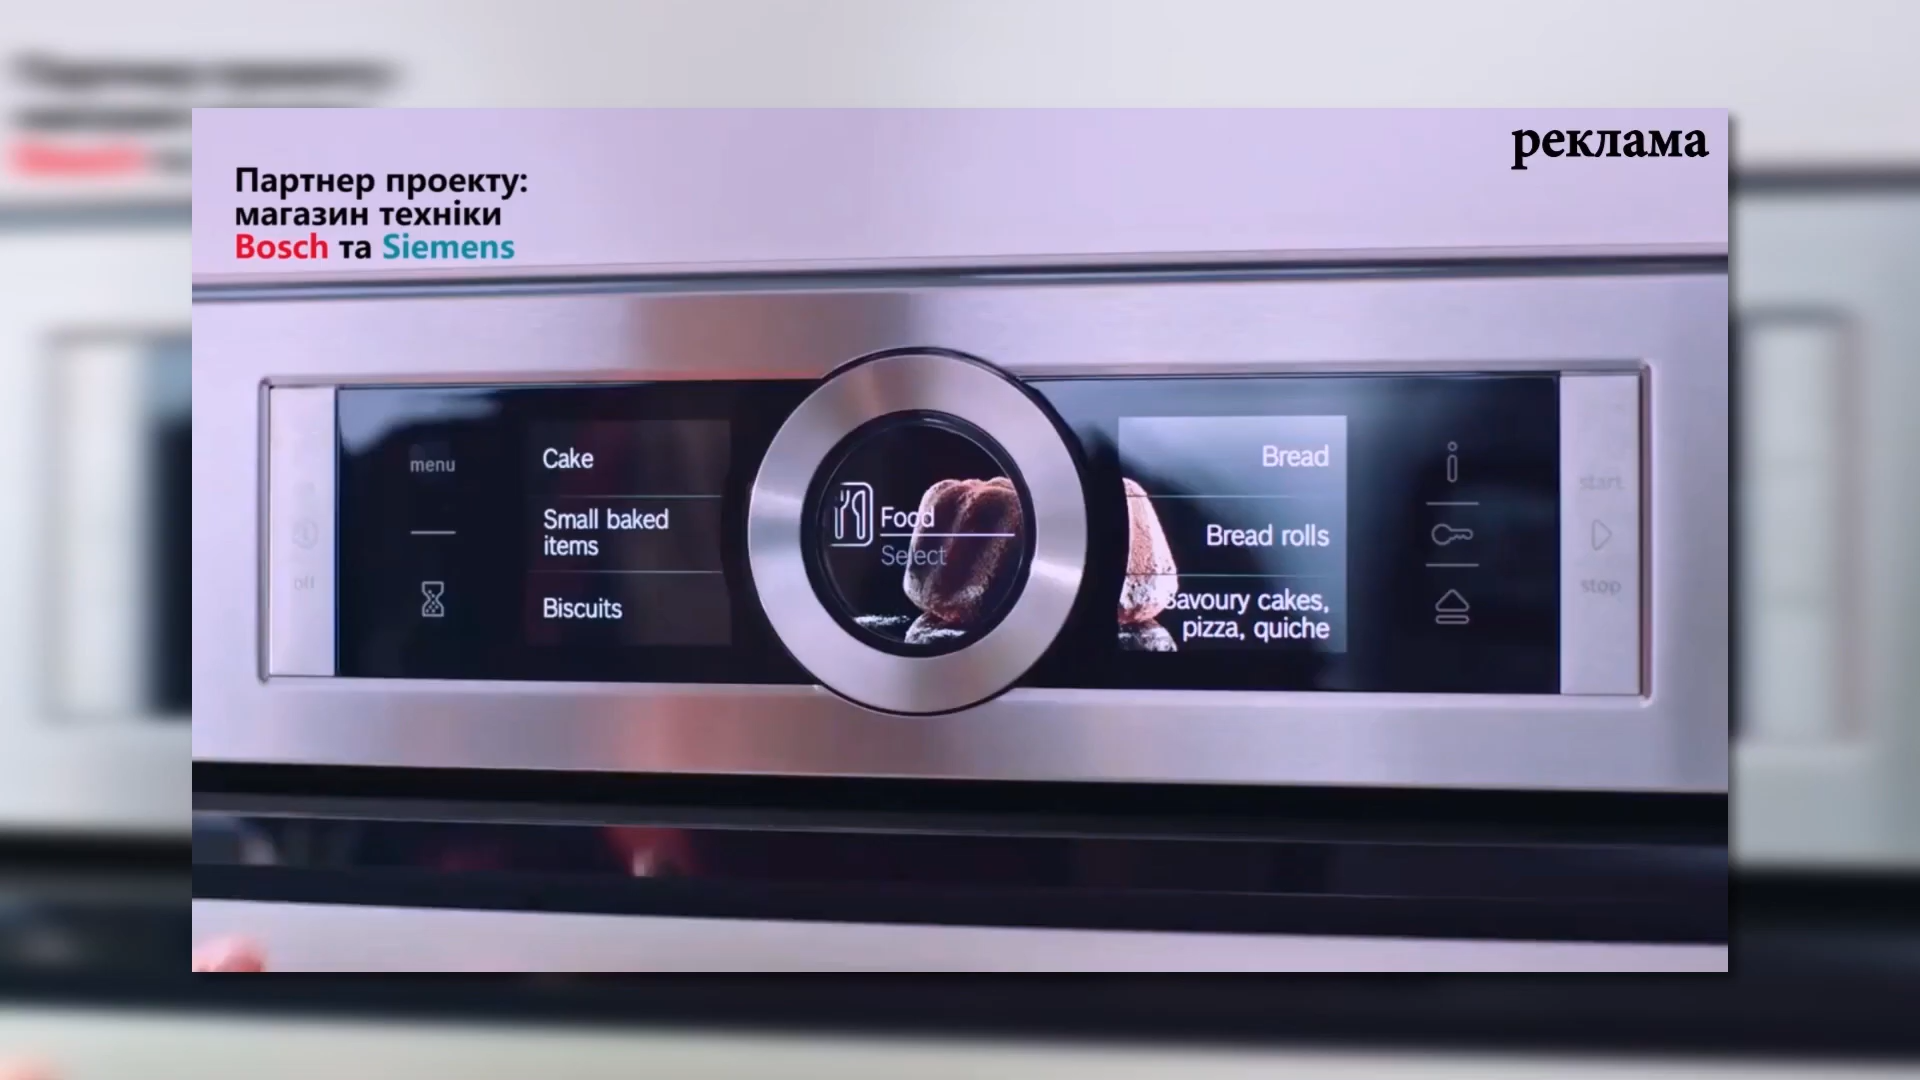 реклама
Партнер проекту:
магазин техніки
Bosch та Siemens
menu
Cake
Small baked
items
Biscuits
Food
Select
Bread
Bread rolls
Savoury cakes,
pizza, quiche
start
stop
off